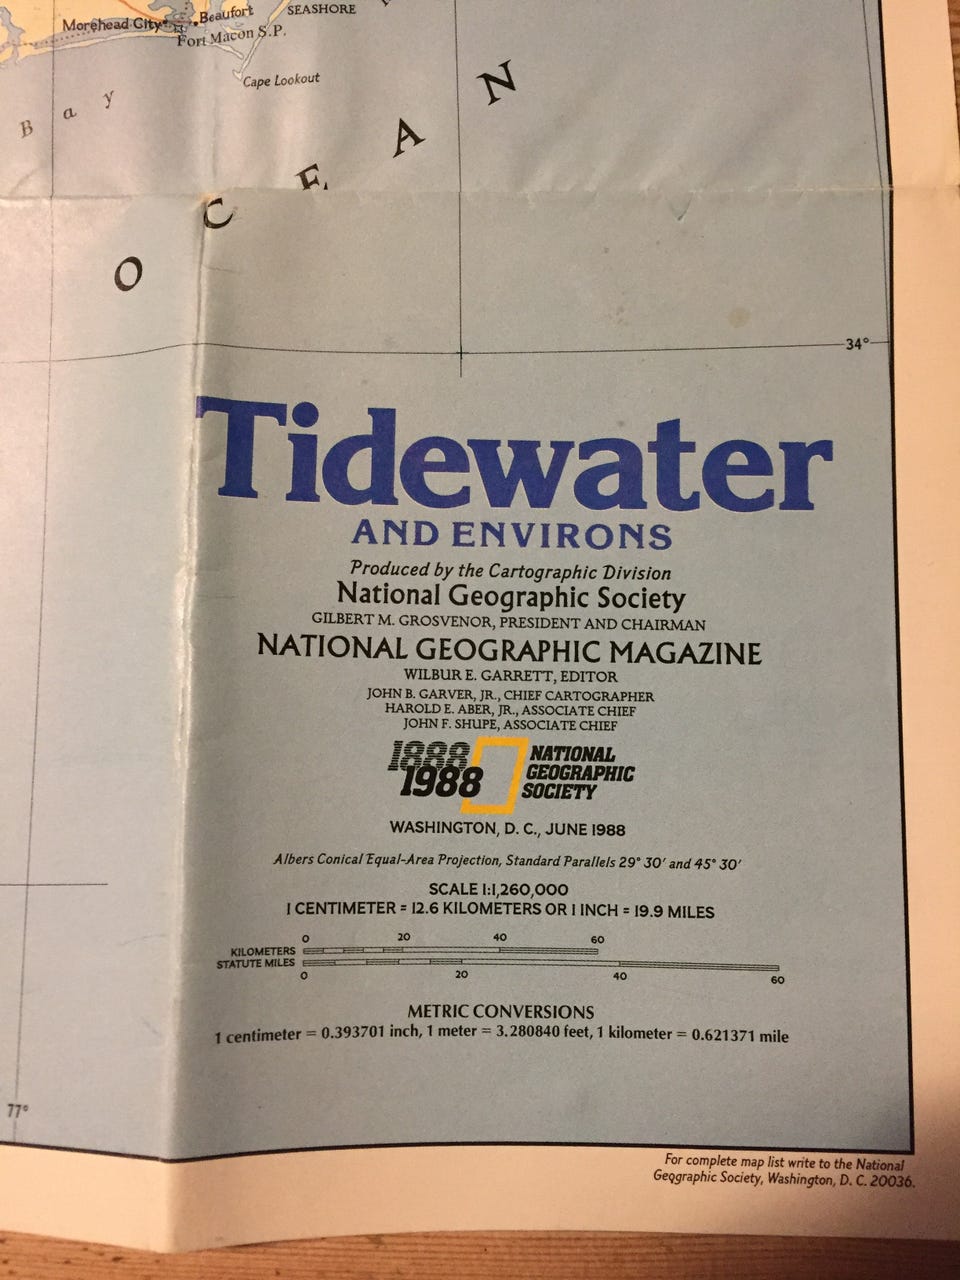 SEASHORE
Beaufort
Morehead City
Fort Macon S.P.
Cape Lookout
Bay
OCEAN
34°
Tidewater
AND ENVIRONS
Produced by the Cartographic Division
National Geographic Society
GILBERT M. GROSVENOR, PRESIDENT AND CHAIRMAN
NATIONAL GEOGRAPHIC MAGAZINE
WILBUR E. GARRETT, EDITOR
JOHN B. GARVER, JR., CHIEF CARTOGRAPHER
HAROLD E. ABER, JR., ASSOCIATE CHIEF
JOHN F. SHUPE, ASSOCIATE CHIEF
1888
1988
NATIONAL
GEOGRAPHIC
SOCIETY
WASHINGTON, D. C., JUNE 1988
Albers Conical Equal-Area Projection, Standard Parallels 29° 30′ and 45° 30′
SCALE 1:1,260,000
1 CENTIMETER = 12.6 KILOMETERS OR 1 INCH = 19.9 MILES
0 20 40 60
KILOMETERS
STATUTE MILES
0 20 40 60
METRIC CONVERSIONS
1 centimeter = 0.393701 inch, 1 meter = 3.280840 feet, 1 kilometer = 0.621371 mile
77°
For complete map list write to the National
Geographic Society, Washington, D. C. 20036.